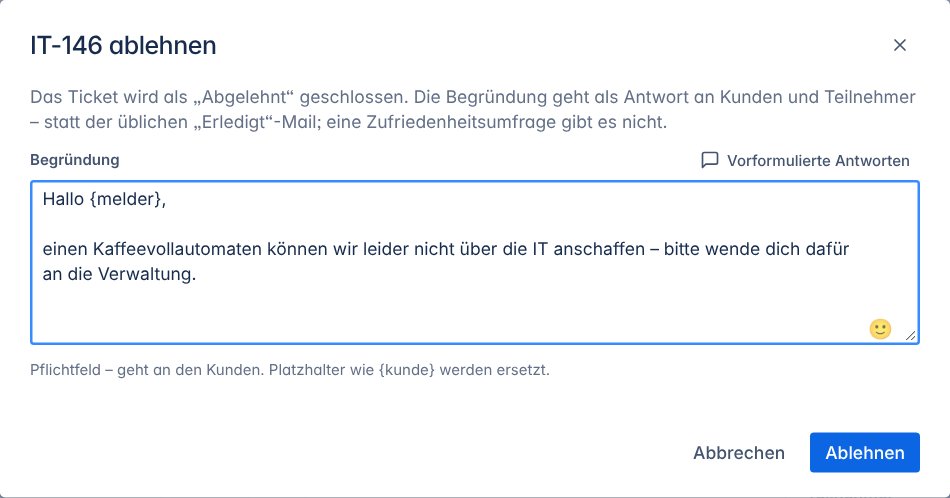 IT-146 ablehnen
Das Ticket wird als „Abgelehnt“ geschlossen. Die Begründung geht als Antwort an Kunden und Teilnehmer
– statt der üblichen „Erledigt“-Mail; eine Zufriedenheitsumfrage gibt es nicht.
Begründung
Vorformulierte Antworten
Hallo {melder},
einen Kaffeevollautomaten können wir leider nicht über die IT anschaffen – bitte wende dich dafür
an die Verwaltung.
Pflichtfeld – geht an den Kunden. Platzhalter wie {kunde} werden ersetzt.
Abbrechen
Ablehnen